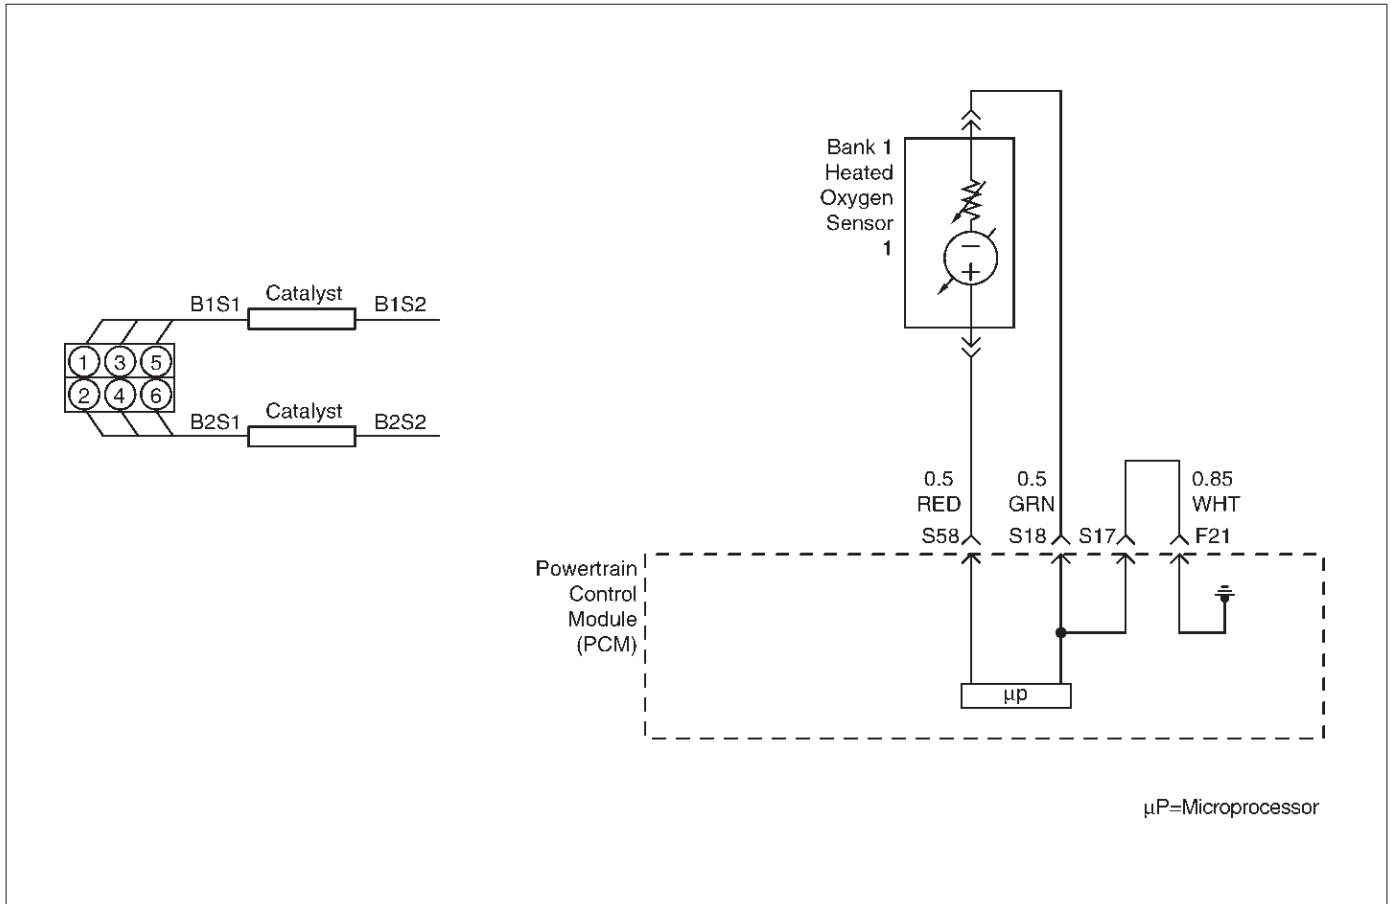 Bank 1
Heated
Oxygen
Sensor
1
B1S1
Catalyst
B1S2
1 3 5
2 4 6
B2S1
Catalyst
B2S2
0.5
RED
S58
0.5
GRN
S18
S17
0.85
WHT
F21
Powertrain
Control
Module
(PCM)
μp
μP=Microprocessor